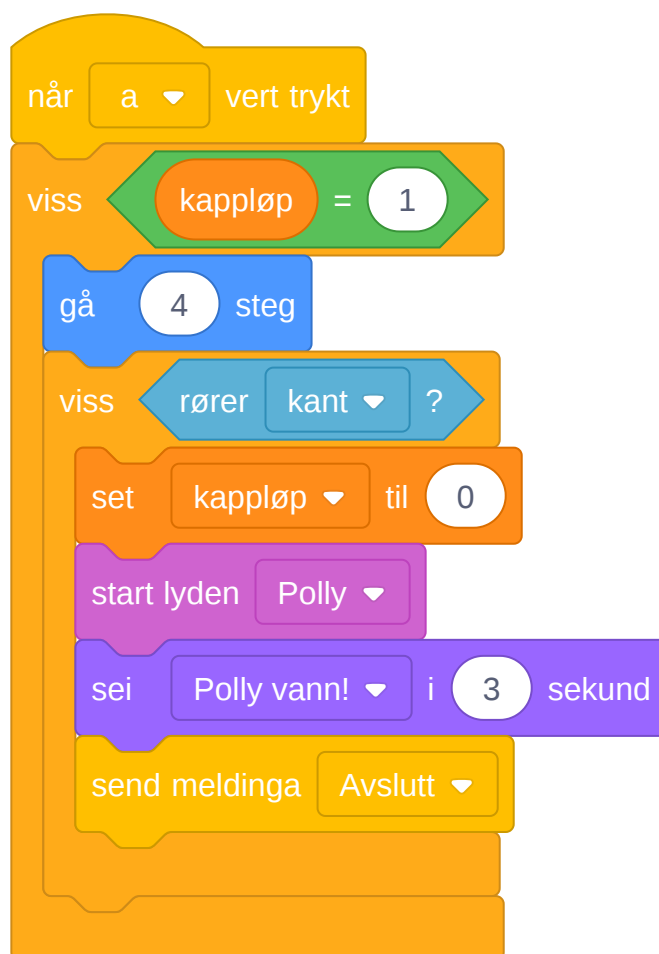 når a vert trykt
viss kappløp = 1
gå 4 steg
viss rører kant ?
set kappløp til 0
start lyden Polly
sei Polly vann! i 3 sekund
send meldinga Avslutt